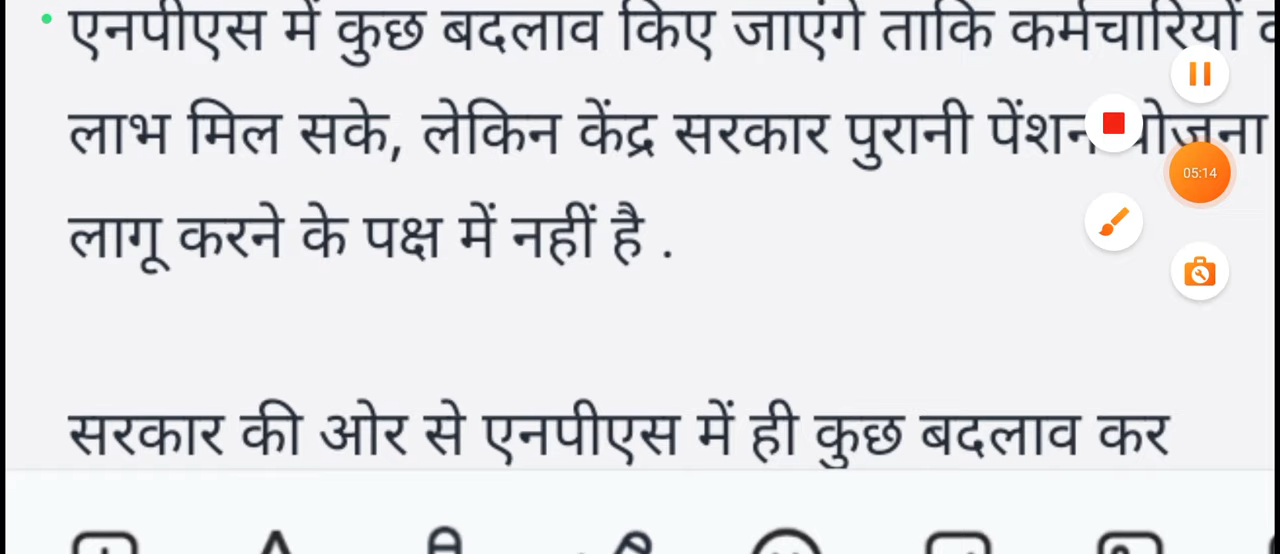 एनपीएस में कुछ बदलाव किए जाएंगे ताकि कर्मचारियों
लाभ मिल सके, लेकिन केंद्र सरकार पुरानी पेंशन योजना
05:14
लागू करने के पक्ष में नहीं है .
सरकार की ओर से एनपीएस में ही कुछ बदलाव कर